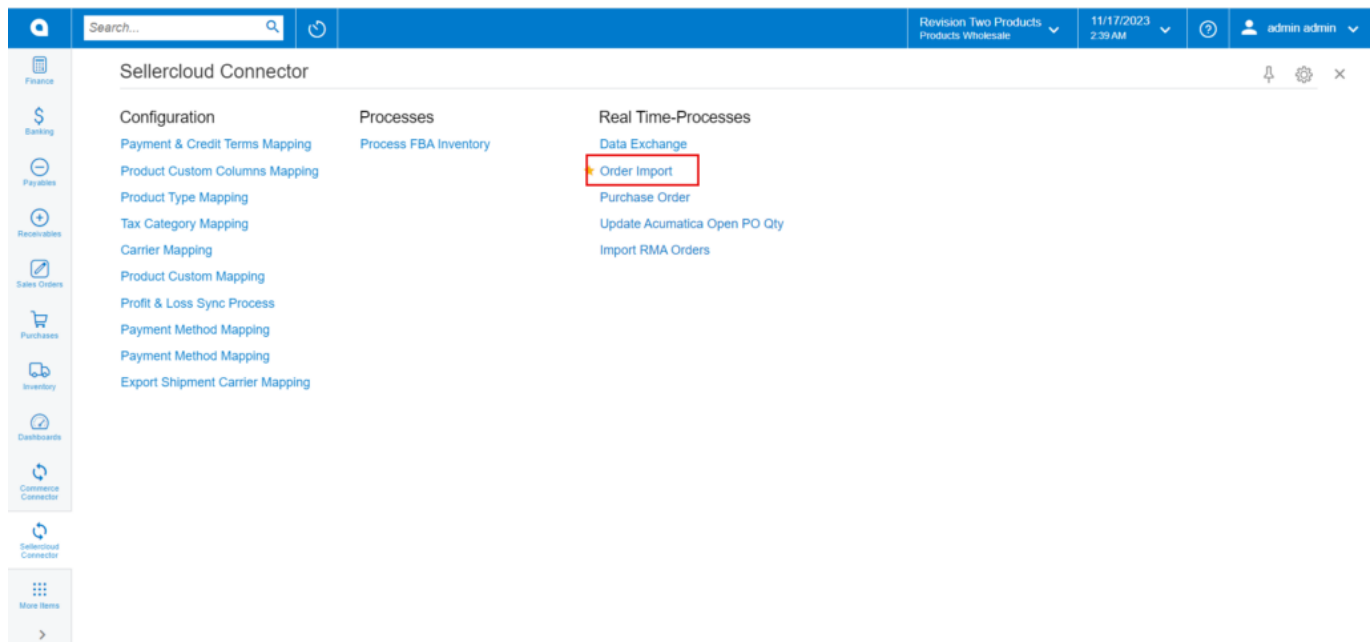 Search...
Revision Two Products
Products Wholesale
11/17/2023
2:39 AM
admin admin
Finance
Banking
Payables
Receivables
Sales Orders
Purchases
Inventory
Dashboards
Commerce
Connector
Sellercloud
Connector
More Items
Sellercloud Connector
Configuration
Payment & Credit Terms Mapping
Product Custom Columns Mapping
Product Type Mapping
Tax Category Mapping
Carrier Mapping
Product Custom Mapping
Profit & Loss Sync Process
Payment Method Mapping
Payment Method Mapping
Export Shipment Carrier Mapping
Processes
Process FBA Inventory
Real Time-Processes
Data Exchange
Order Import
Purchase Order
Update Acumatica Open PO Qty
Import RMA Orders